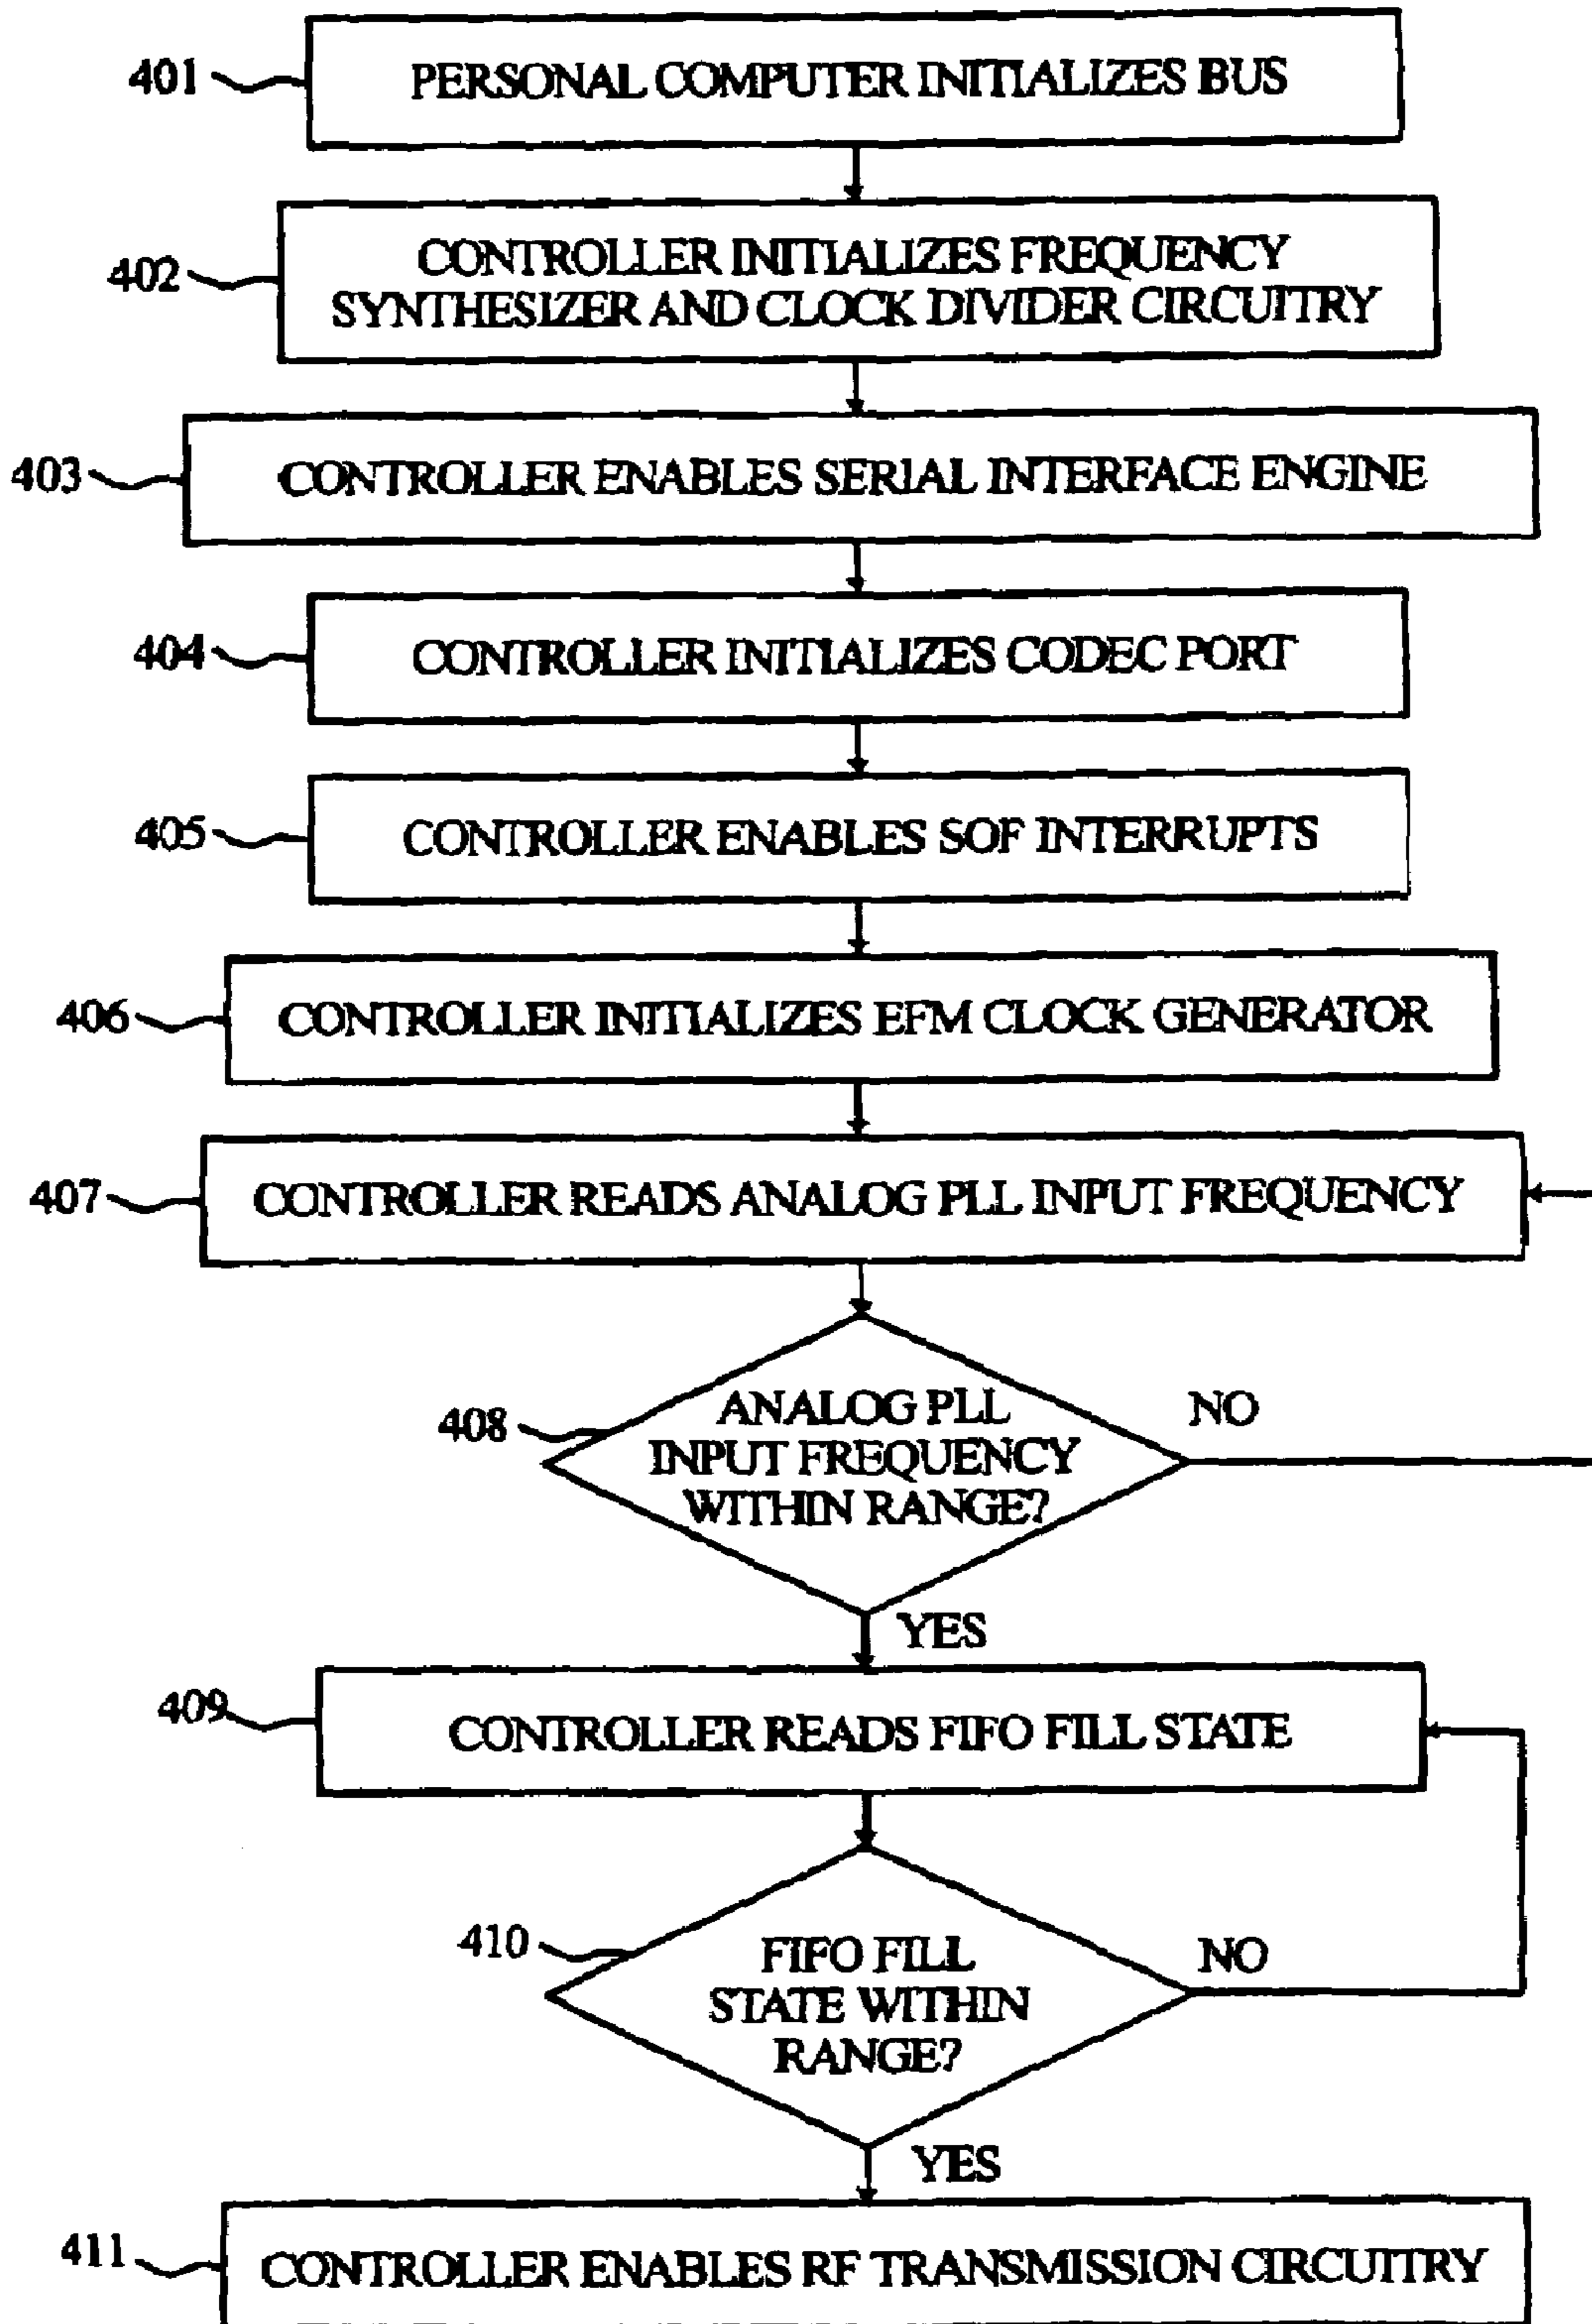 401 PERSONAL COMPUTER INITIALIZES BUS
402 CONTROLLER INITIALIZES FREQUENCY
SYNTHESIZER AND CLOCK DIVIDER CIRCUITRY
403 CONTROLLER ENABLES SERIAL INTERFACE ENGINE
404 CONTROLLER INITIALIZES CODEC PORT
405 CONTROLLER ENABLES SOF INTERRUPTS
406 CONTROLLER INITIALIZES EFM CLOCK GENERATOR
407 CONTROLLER READS ANALOG PLL INPUT FREQUENCY
408 ANALOG PLL
INPUT FREQUENCY
WITHIN RANGE?
NO
YES
409 CONTROLLER READS FIFO FILL STATE
410 FIFO FILL
STATE WITHIN
RANGE?
NO
YES
411 CONTROLLER ENABLES RF TRANSMISSION CIRCUITRY